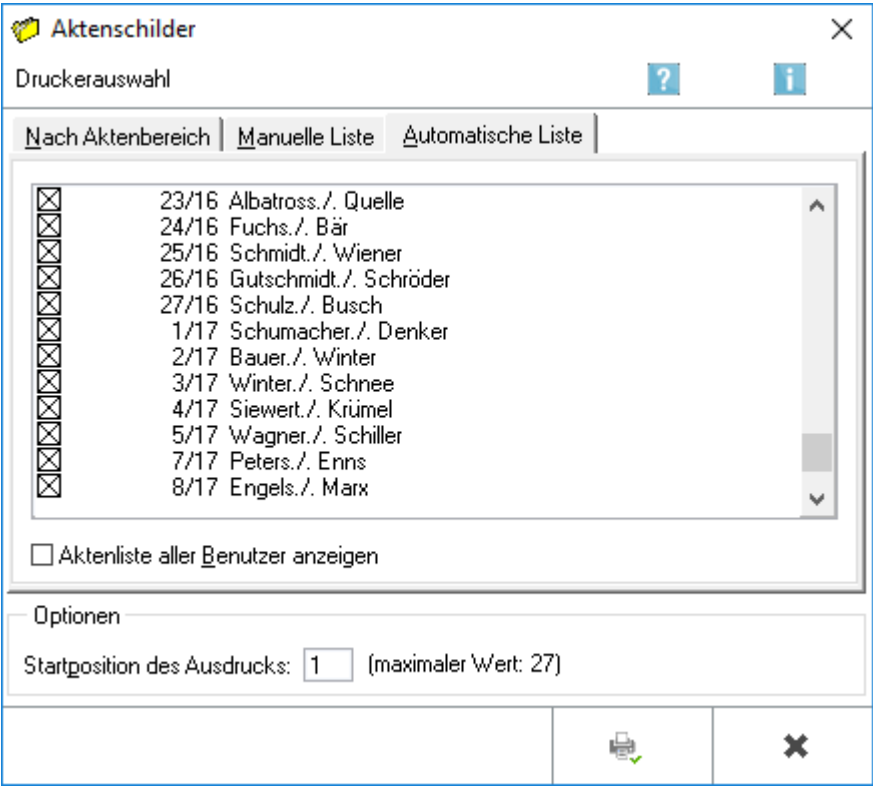 Aktenschilder
Druckerauswahl ? i
Nach Aktenbereich Manuelle Liste Automatische Liste
23/16 Albatross./. Quelle
24/16 Fuchs./. Bär
25/16 Schmidt./. Wiener
26/16 Gutschmidt./. Schröder
27/16 Schulz./. Busch
1/17 Schumacher./. Denker
2/17 Bauer./. Winter
3/17 Winter./. Schnee
4/17 Siewert./. Krümel
5/17 Wagner./. Schiller
7/17 Peters./. Enns
8/17 Engels./. Marx
Aktenliste aller Benutzer anzeigen
Optionen
Startposition des Ausdrucks: 1 (maximaler Wert: 27)